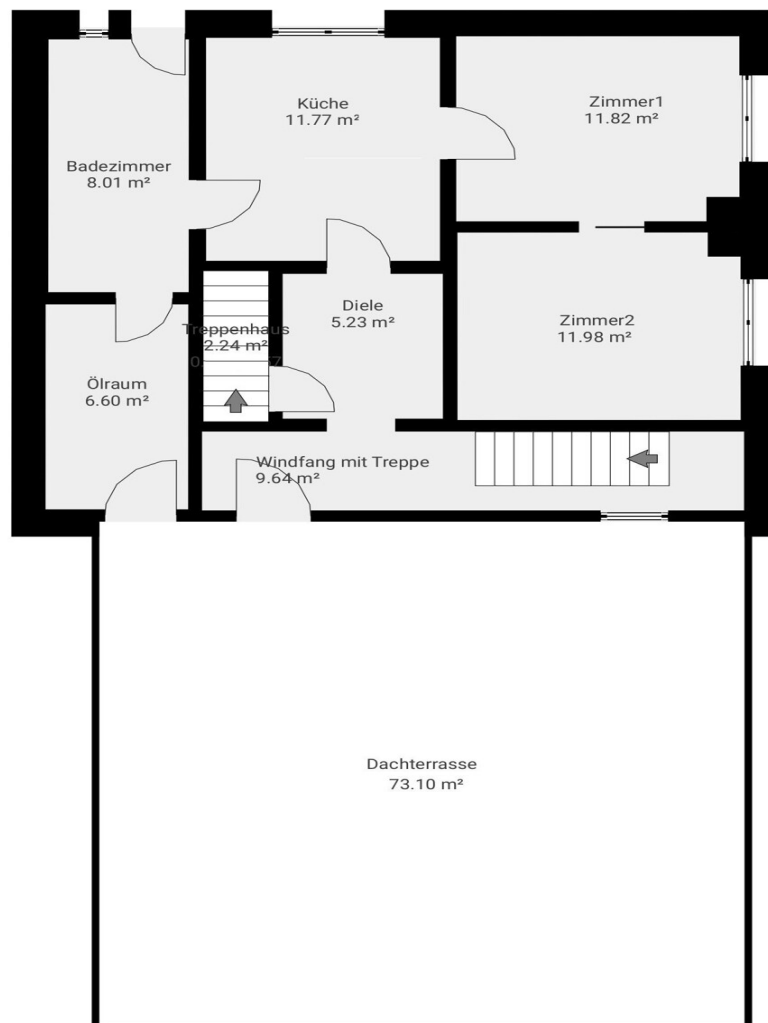 Küche
11.77 m²
Zimmer1
11.82 m²
Badezimmer
8.01 m²
Diele
5.23 m²
Treppenhaus
2.24 m²
Zimmer2
11.98 m²
Ölraum
6.60 m²
Windfang mit Treppe
9.64 m²
Dachterrasse
73.10 m²